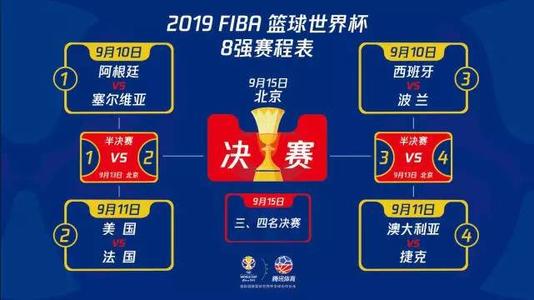 2019 FIBA 篮球世界杯
8强赛程表
9月10日
1
阿根廷
VS
塞尔维亚
9月15日
北京
9月10日
西班牙
VS
波兰
3
半决赛
1 VS 2
9月13日 北京
决赛
半决赛
3 VS 4
9月13日 北京
9月11日
2
美国
VS
法国
9月15日
三、四名决赛
9月11日
澳大利亚
VS
捷克
4
腾讯体育